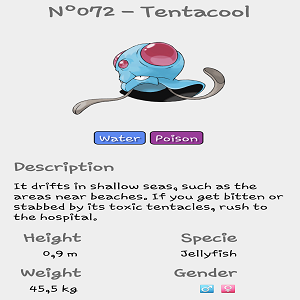 Nº072 - Tentacool
Water Poison
Description
It drifts in shallow seas, such as the
areas near beaches. If you get bitten or
stabbed by its toxic tentacles, rush to
the hospital.
Height Specie
0,9 m Jellyfish
Weight Gender
45,5 kg